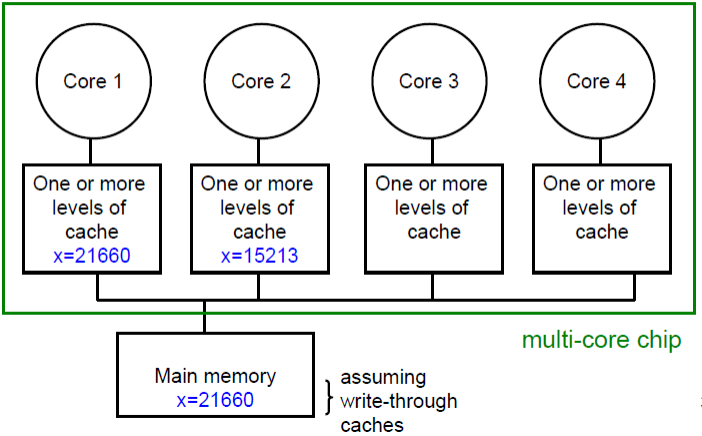 Core 1
Core 2
Core 3
Core 4
One or more
levels of
cache
x=21660
One or more
levels of
cache
x=15213
One or more
levels of
cache
One or more
levels of
cache
multi-core chip
Main memory
x=21660
assuming
write-through
caches